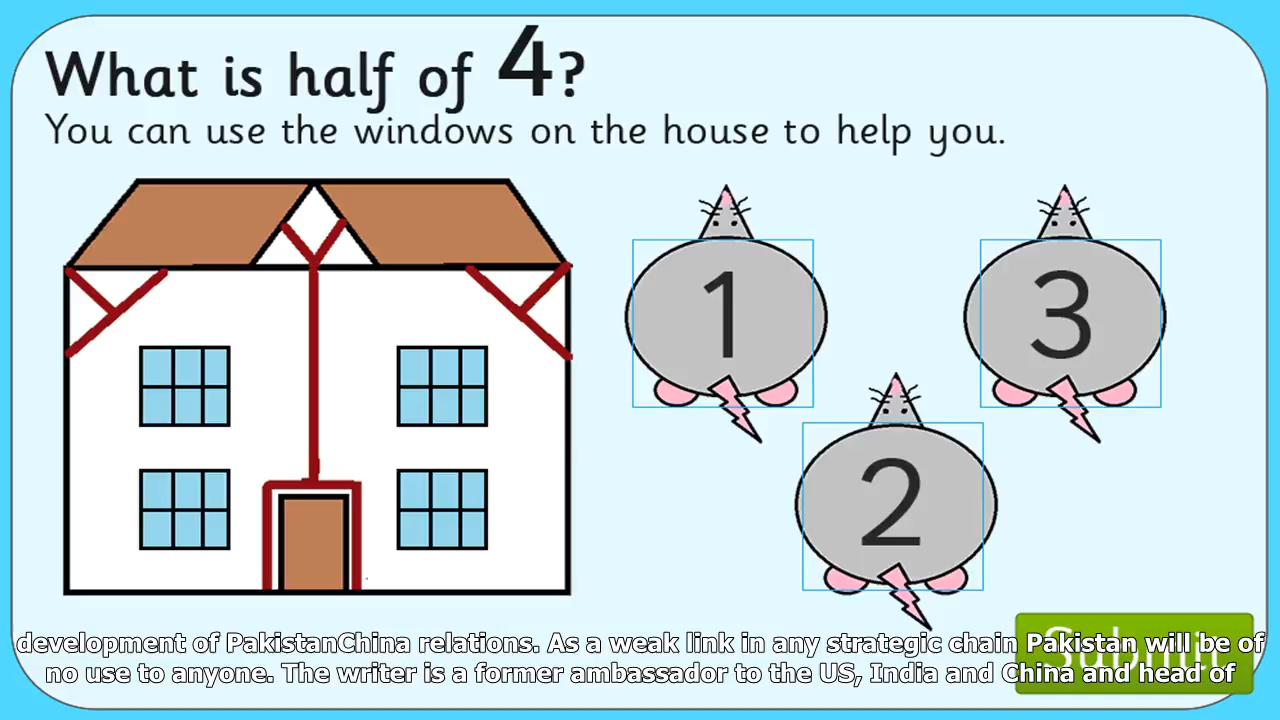 What is half of 4?
You can use the windows on the house to help you.
1
3
2
Submit
development of PakistanChina relations. As a weak link in any strategic chain Pakistan will be of
no use to anyone. The writer is a former ambassador to the US, India and China and head of